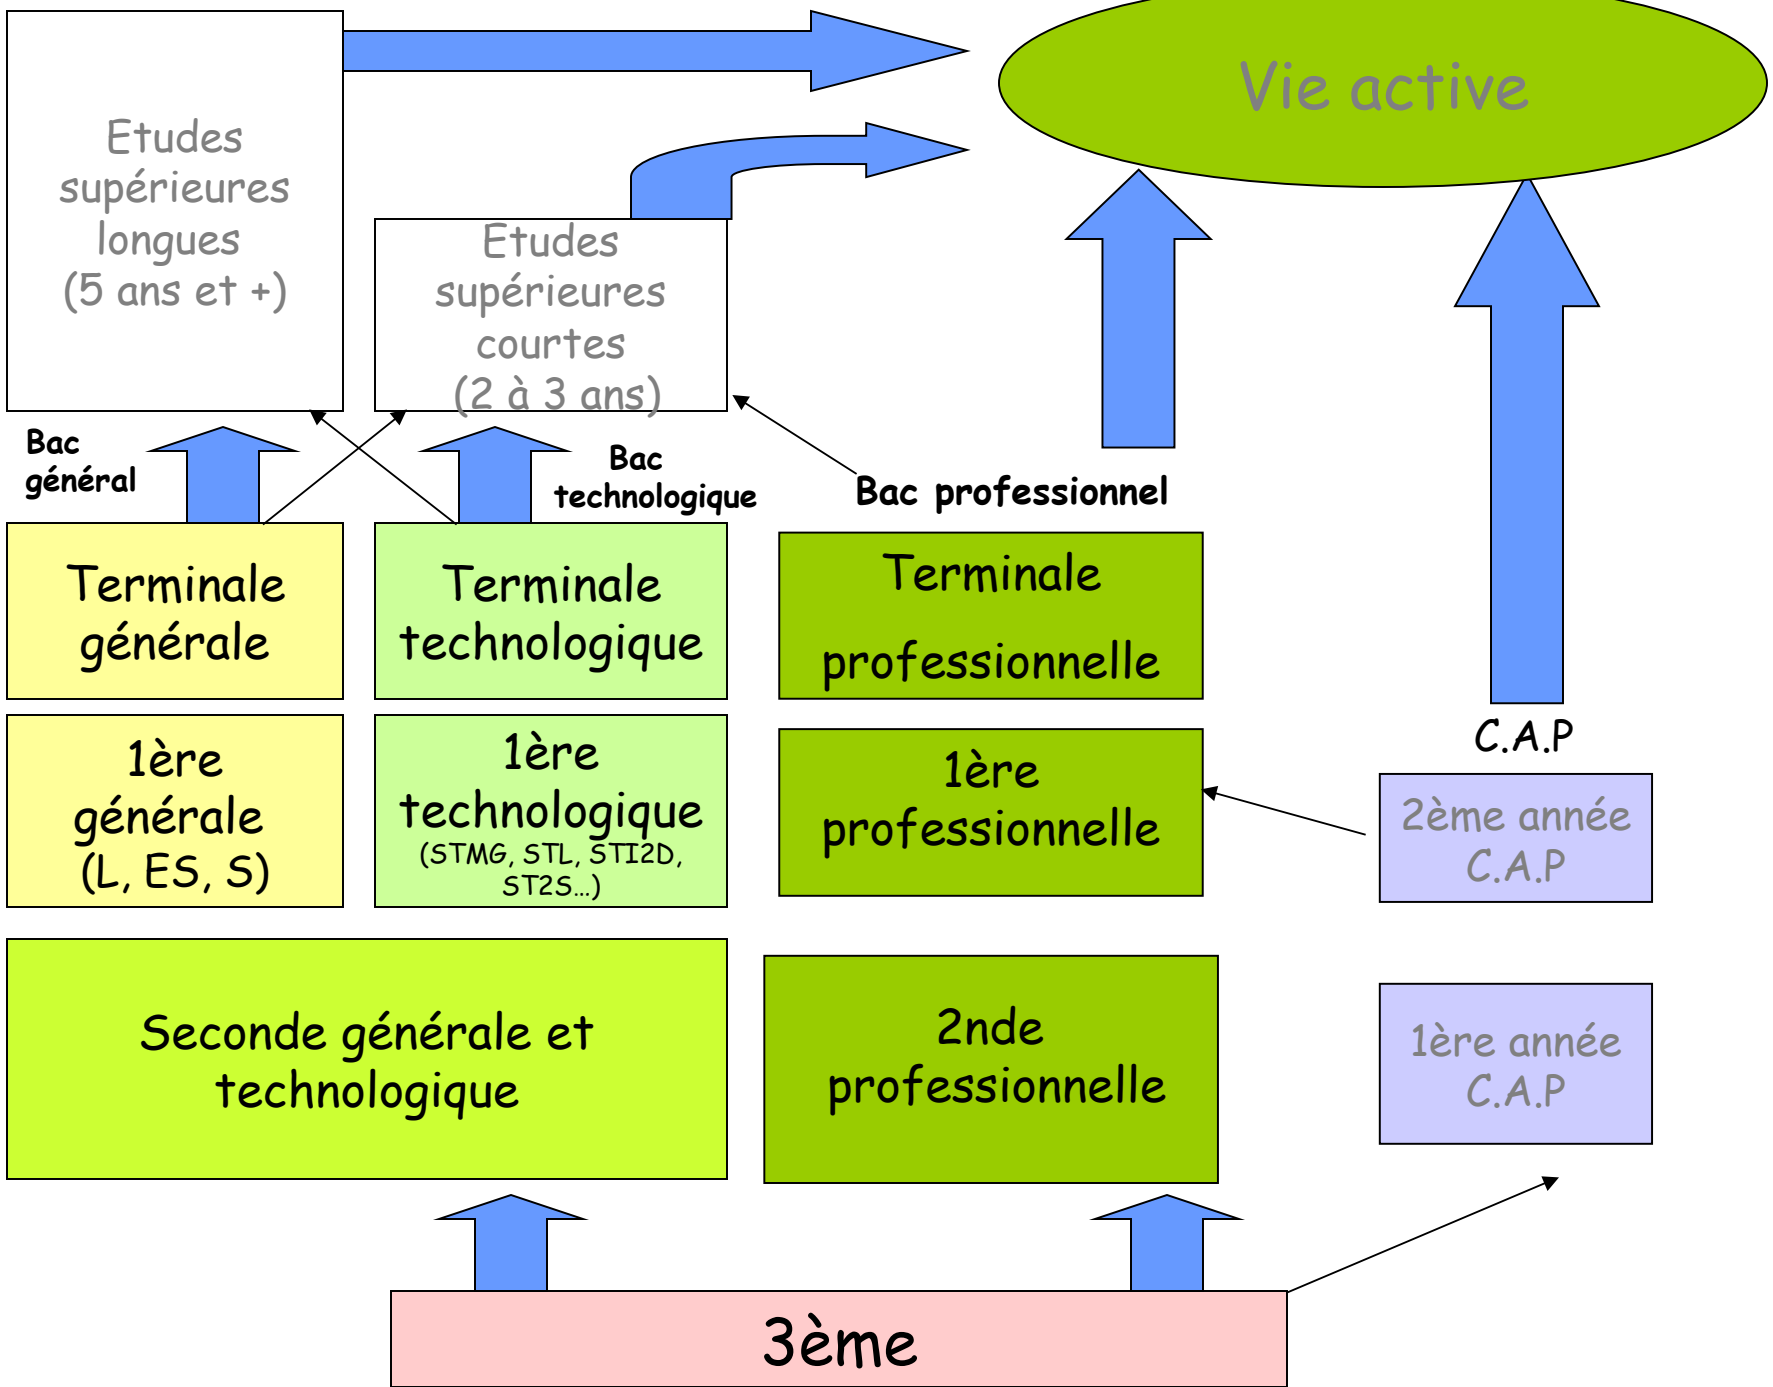 Vie active
Etudes
supérieures
longues
(5 ans et +)
Etudes
supérieures
courtes
(2 à 3 ans)
Bac
général
Bac
technologique
Bac professionnel
Terminale
générale
Terminale
technologique
Terminale
professionnelle
C.A.P
1ère
générale
(L, ES, S)
1ère
technologique
(STMG, STL, STI2D,
ST2S...)
1ère
professionnelle
2ème année
C.A.P
Seconde générale et
technologique
2nde
professionnelle
1ère année
C.A.P
3ème